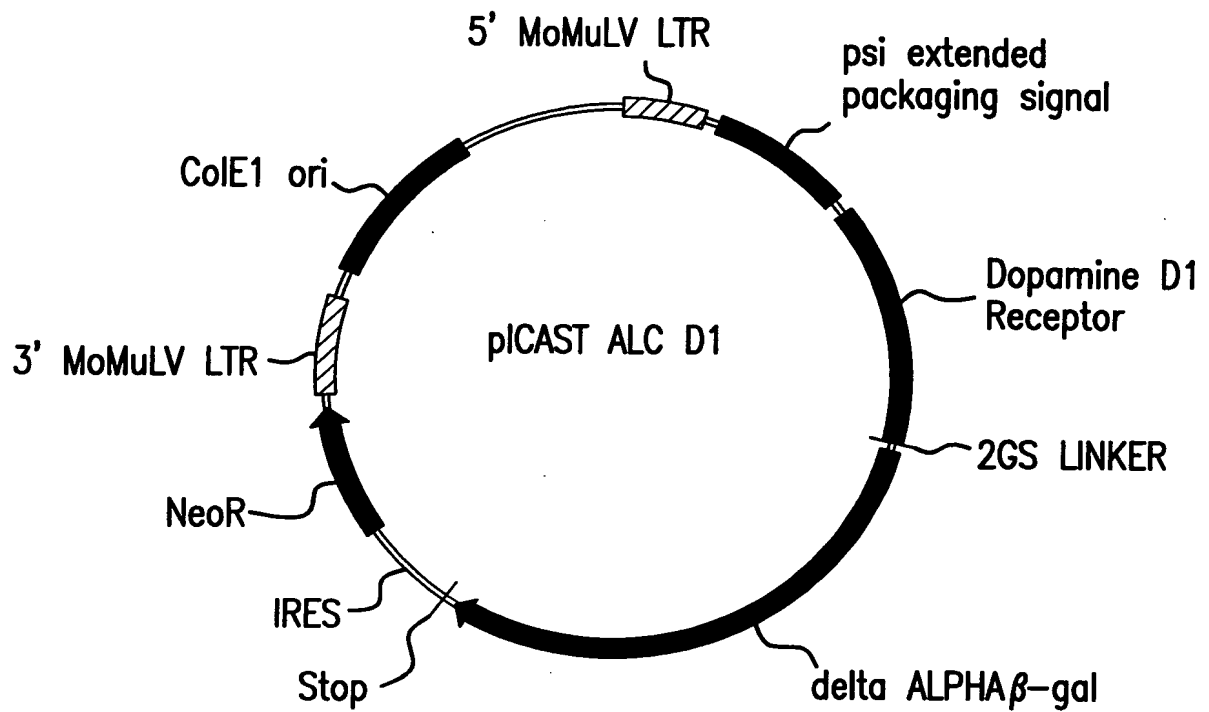 5' MoMuLV LTR
psi extended
packaging signal
ColE1 ori
Dopamine D1
Receptor
pICAST ALC D1
3' MoMuLV LTR
2GS LINKER
NeoR
IRES
Stop
delta ALPHAβ-gal